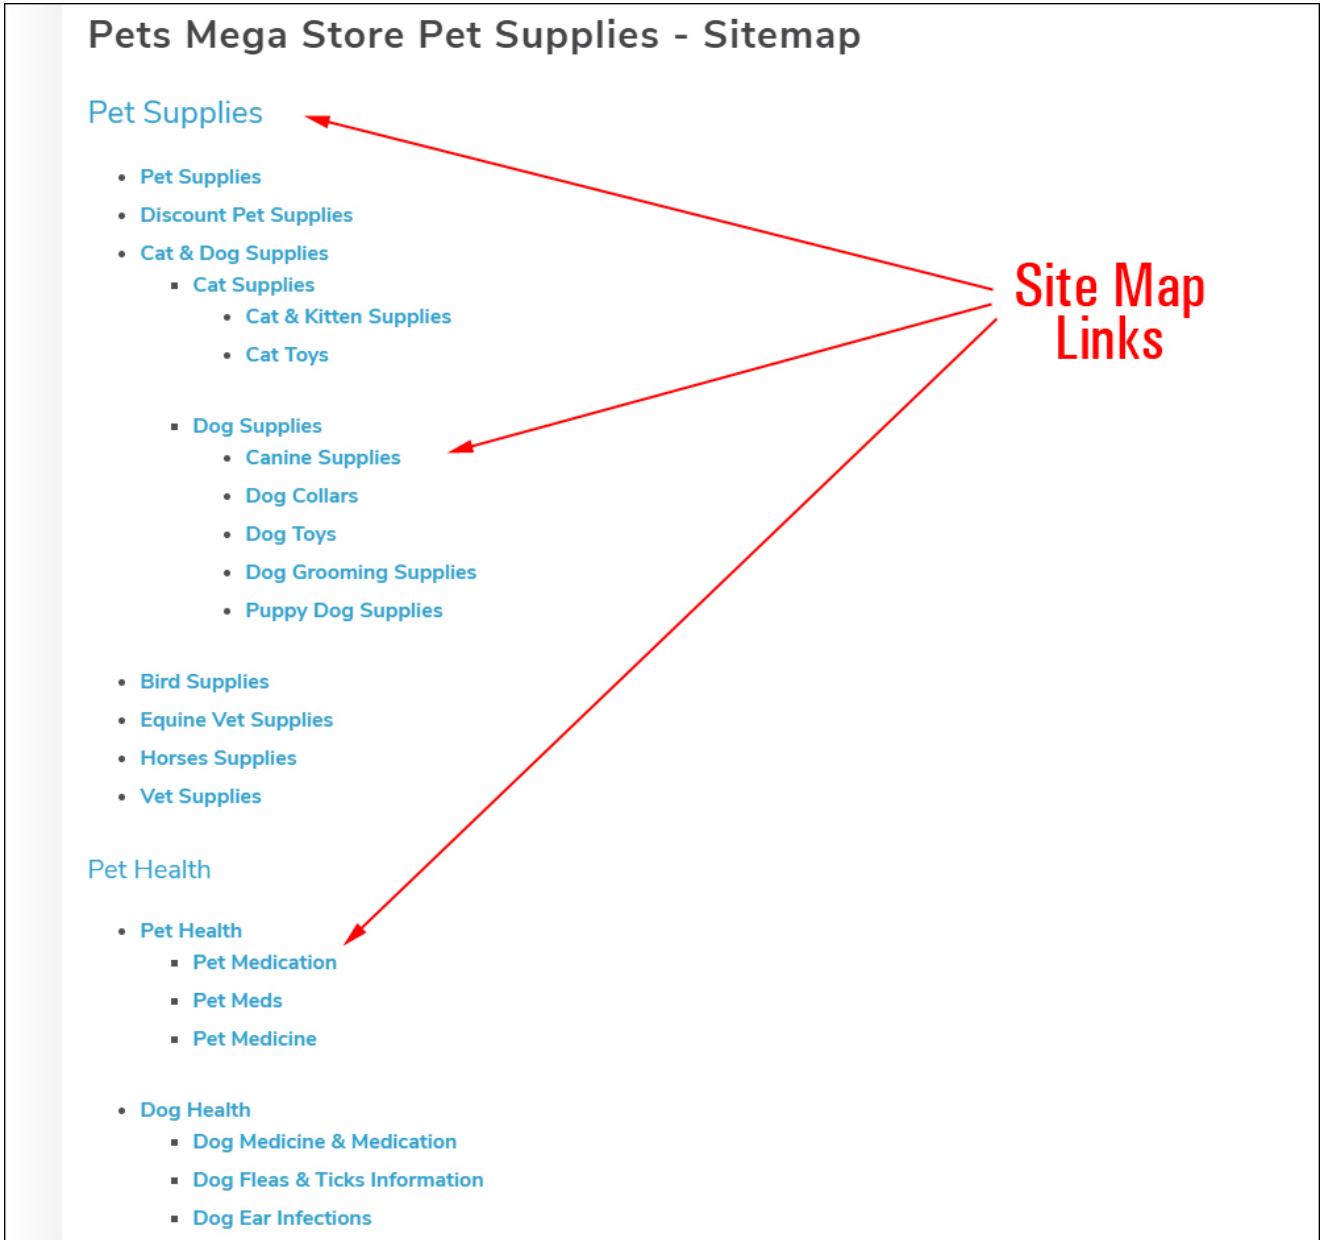 Pets Mega Store Pet Supplies - Sitemap
Pet Supplies
Pet Supplies
Discount Pet Supplies
Cat & Dog Supplies
Cat Supplies
Cat & Kitten Supplies
Cat Toys
Dog Supplies
Canine Supplies
Dog Collars
Dog Toys
Dog Grooming Supplies
Puppy Dog Supplies
Bird Supplies
Equine Vet Supplies
Horses Supplies
Vet Supplies
Pet Health
Pet Health
Pet Medication
Pet Meds
Pet Medicine
Dog Health
Dog Medicine & Medication
Dog Fleas & Ticks Information
Dog Ear Infections
Site Map
Links